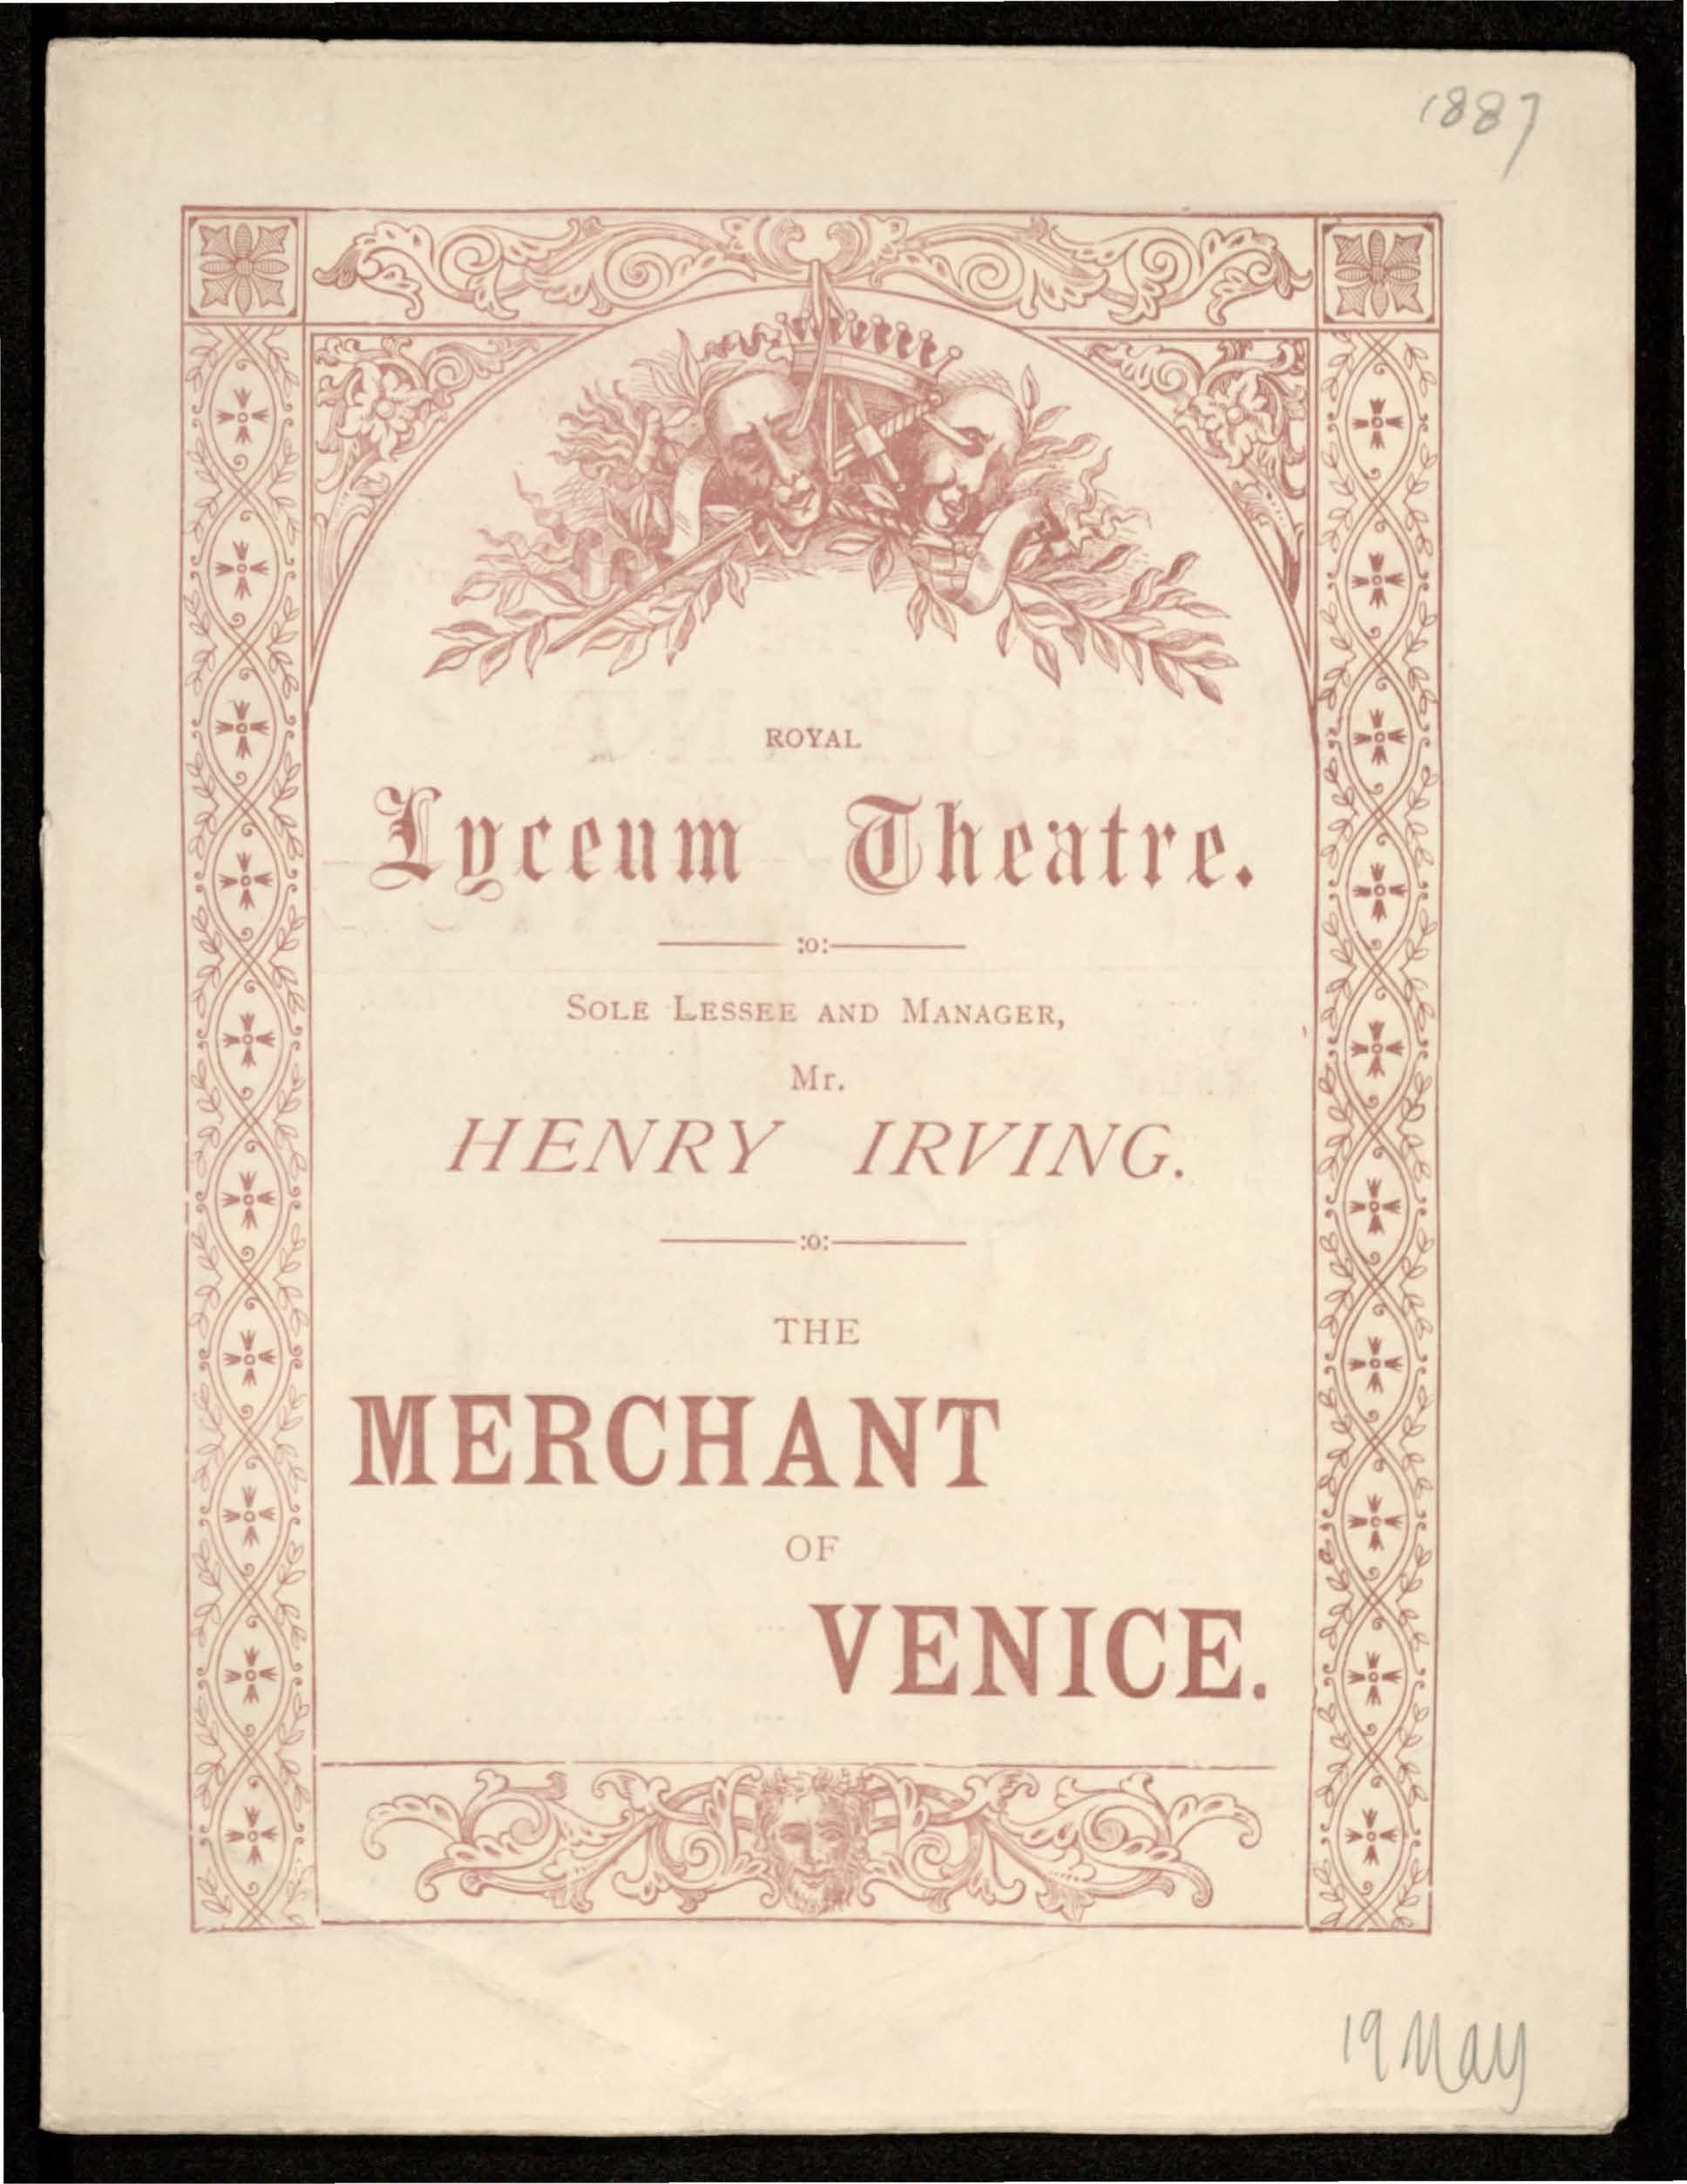 1887
ROYAL
Lyceum Theatre.
:o:
SOLE LESSEE AND MANAGER,
Mr.
HENRY IRVING.
:o:
THE
MERCHANT
OF
VENICE.
19 May